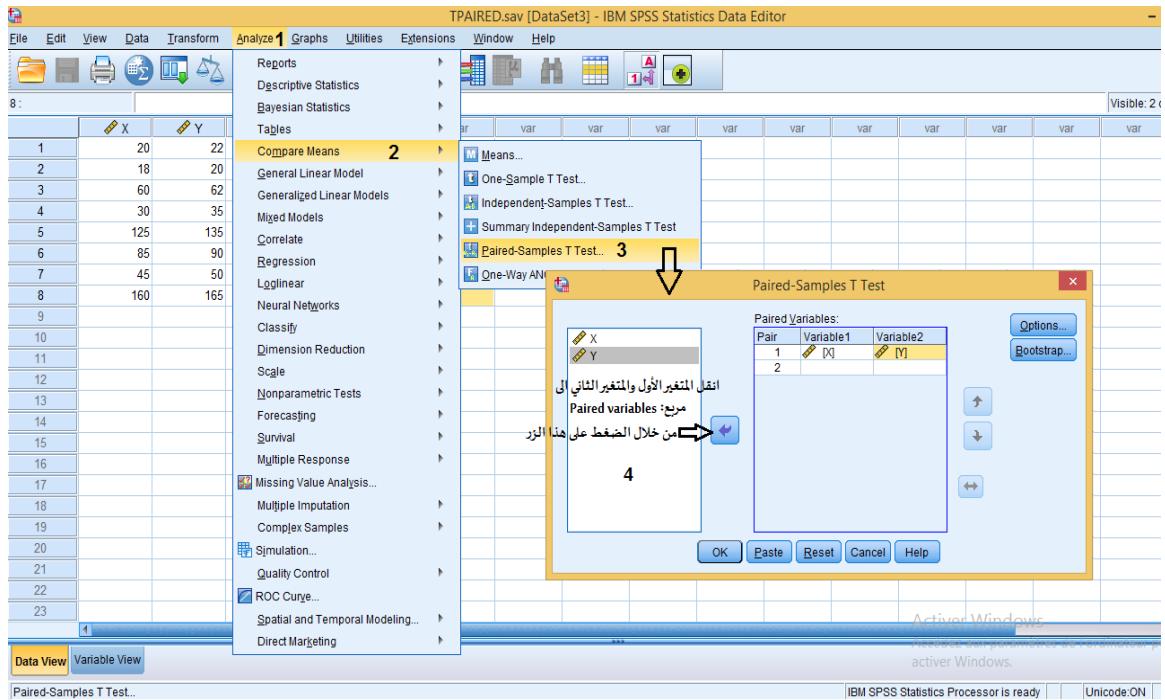 TPAIRED.sav [DataSet3] - IBM SPSS Statistics Data Editor
File Edit View Data Transform Analyze 1 Graphs Utilities Extensions Window Help
8 :
Visible: 2
X Y var var var var var var var var var var
1 20 22
2 18 20
3 60 62
4 30 35
5 125 135
6 85 90
7 45 50
8 160 165
9
10
11
12
13
14
15
16
17
18
19
20
21
22
23
Reports
Descriptive Statistics
Bayesian Statistics
Tables
Compare Means 2
General Linear Model
Generalized Linear Models
Mixed Models
Correlate
Regression
Loglinear
Neural Networks
Classify
Dimension Reduction
Scale
Nonparametric Tests
Forecasting
Survival
Multiple Response
Missing Value Analysis...
Multiple Imputation
Complex Samples
Simulation...
Quality Control
ROC Curve...
Spatial and Temporal Modeling...
Direct Marketing
Means...
One-Sample T Test...
Independent-Samples T Test...
Summary Independent-Samples T Test
Paired-Samples T Test... 3
One-Way
Paired-Samples T Test
X
Y
Paired Variables:
Pair Variable1 Variable2
1 [X] [Y]
2
Options...
Bootstrap...
انقل المتغير الأول والمتغير الثاني الى
مربع: Paired variables
من خلال الضغط على هذا الزر
4
OK Paste Reset Cancel Help
Activer Windows
Accédez aux paramètres de l'ordinateur p
activer Windows.
Data View Variable View
Paired-Samples T Test...
IBM SPSS Statistics Processor is ready
Unicode:ON